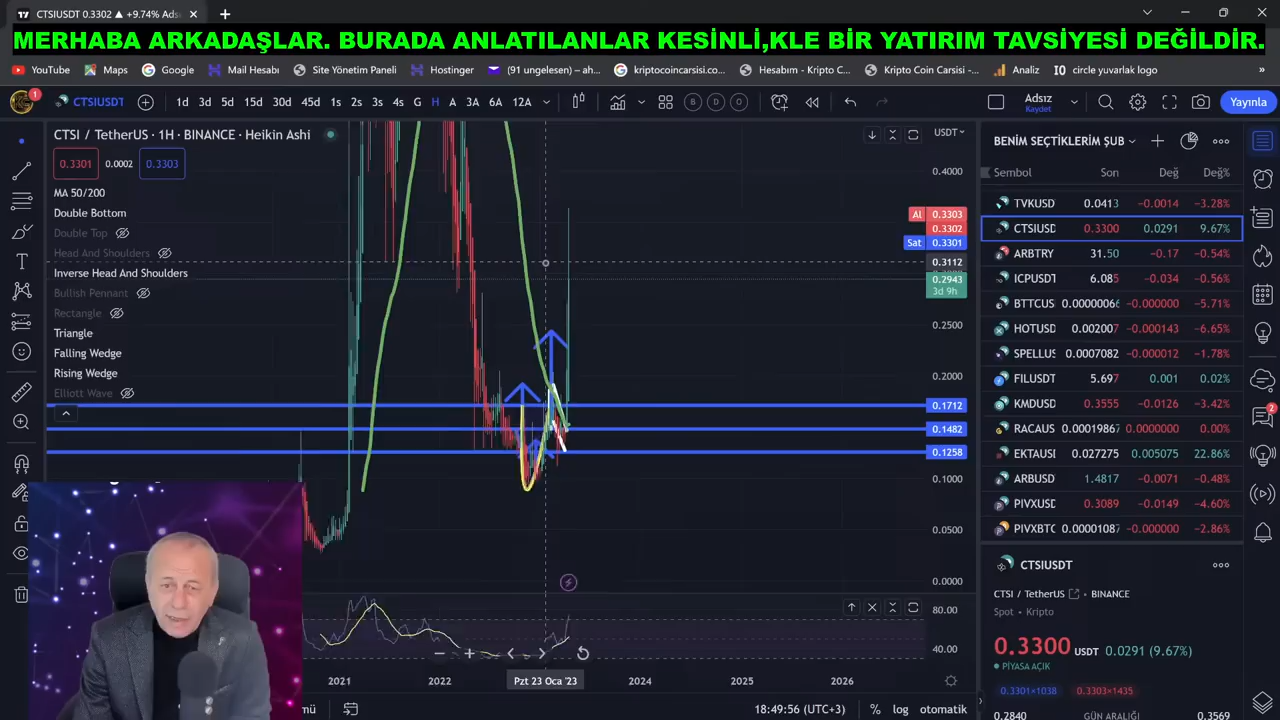 CTSIUSDT 0.3302 ▲ +9.74% Ads
MERHABA ARKADAŞLAR. BURADA ANLATILANLAR KESİNLİ,KLE BİR YATIRIM TAVSİYESİ DEĞİLDİR.
YouTube Maps Google Mail Hesabı Site Yönetim Paneli Hostinger (91 ungelesen) – ah... kriptocoincarsisi.co... Hesabım - Kripto C... Kripto Coin Carsisi -... Analiz IO circle yuvarlak logo »
1 CTSIUSDT 1d 3d 5d 15d 30d 45d 1s 2s 3s 4s G H A 3A 6A 12A B D O Adsız Kaydet Yayınla
CTSI / TetherUS · 1H · BINANCE · Heikin Ashi
USDT
BENİM SEÇTİKLERİM ŞUB
0.3301 0.0002 0.3303
Sembol Son Değ Değ%
MA 50/200
Double Bottom
Double Top
Head And Shoulders
Inverse Head And Shoulders
Bullish Pennant
Rectangle
Triangle
Falling Wedge
Rising Wedge
Elliott Wave
0.4000
Al 0.3303
0.3302
Sat 0.3301
0.3112
0.2943
3d 9h
0.2500
0.2000
0.1712
0.1482
0.1258
0.1000
0.0500
0.0000
80.00
40.00
TVKUSD 0.0413 −0.0014 −3.28%
CTSIUSD 0.3300 0.0291 9.67%
ARBTRY 31.50 −0.17 −0.54%
ICPUSDT 6.085 −0.034 −0.56%
BTTCUS 0.0000006 −0.000000 −5.71%
HOTUSD 0.002007 −0.000143 −6.65%
SPELLUS 0.0007082 −0.000006 −1.78%
FILUSDT 5.697 0.001 0.02%
KMDUSD 0.3555 −0.0126 −3.42%
RACAUS 0.0001986 −0.0000000 0.00%
EKTAUSI 0.027275 0.005075 22.86%
ARBUSD 1.4817 −0.0071 −0.48%
PIVXUSD 0.3089 −0.0149 −4.60%
PIVXBTC 0.0000108 −0.000000 −2.86%
2
CTSIUSDT
CTSI / TetherUS • BINANCE
Spot • Kripto
0.3300 USDT 0.0291 (9.67%)
PİYASA AÇIK
0.3301×1038 0.3303×1435
0.2840 GÜN ARALIĞI 0.3569
2021 2022 Pzt 23 Oca '23 2024 2025 2026
mü 18:49:56 (UTC+3) % log otomatik